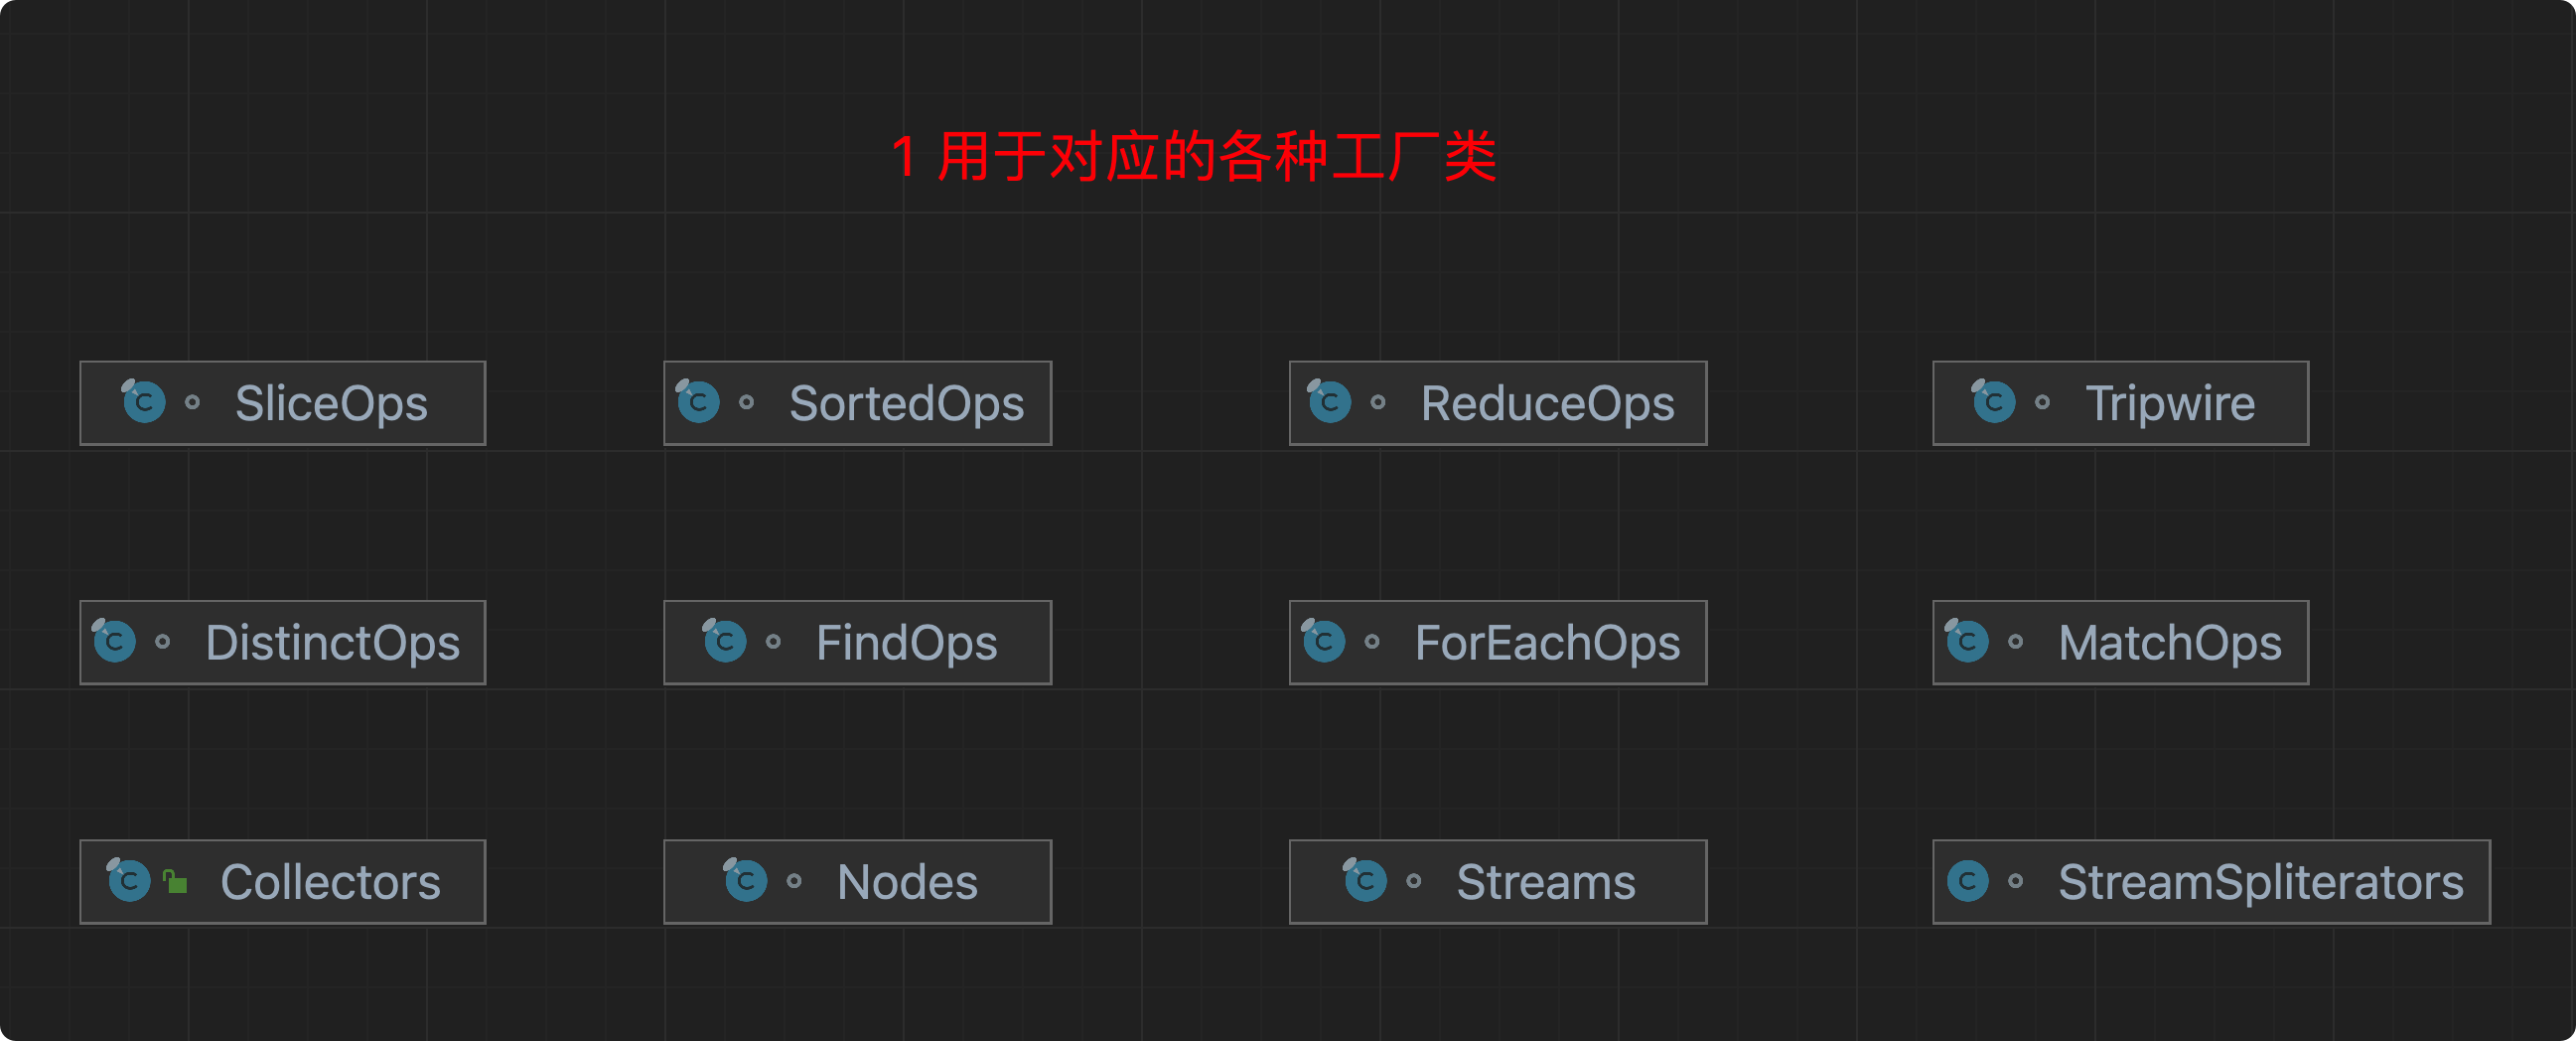 1 用于对应的各种工厂类
SliceOps
SortedOps
ReduceOps
Tripwire
DistinctOps
FindOps
ForEachOps
MatchOps
Collectors
Nodes
Streams
StreamSpliterators